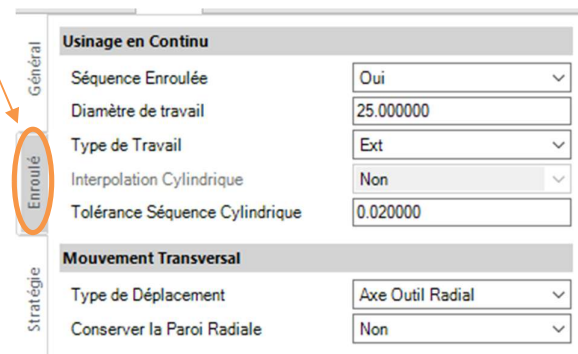 Général
Enroulé
Stratégie
Usinage en Continu
Séquence Enroulée Oui
Diamètre de travail 25.000000
Type de Travail Ext
Interpolation Cylindrique Non
Tolérance Séquence Cylindrique 0.020000
Mouvement Transversal
Type de Déplacement Axe Outil Radial
Conserver la Paroi Radiale Non